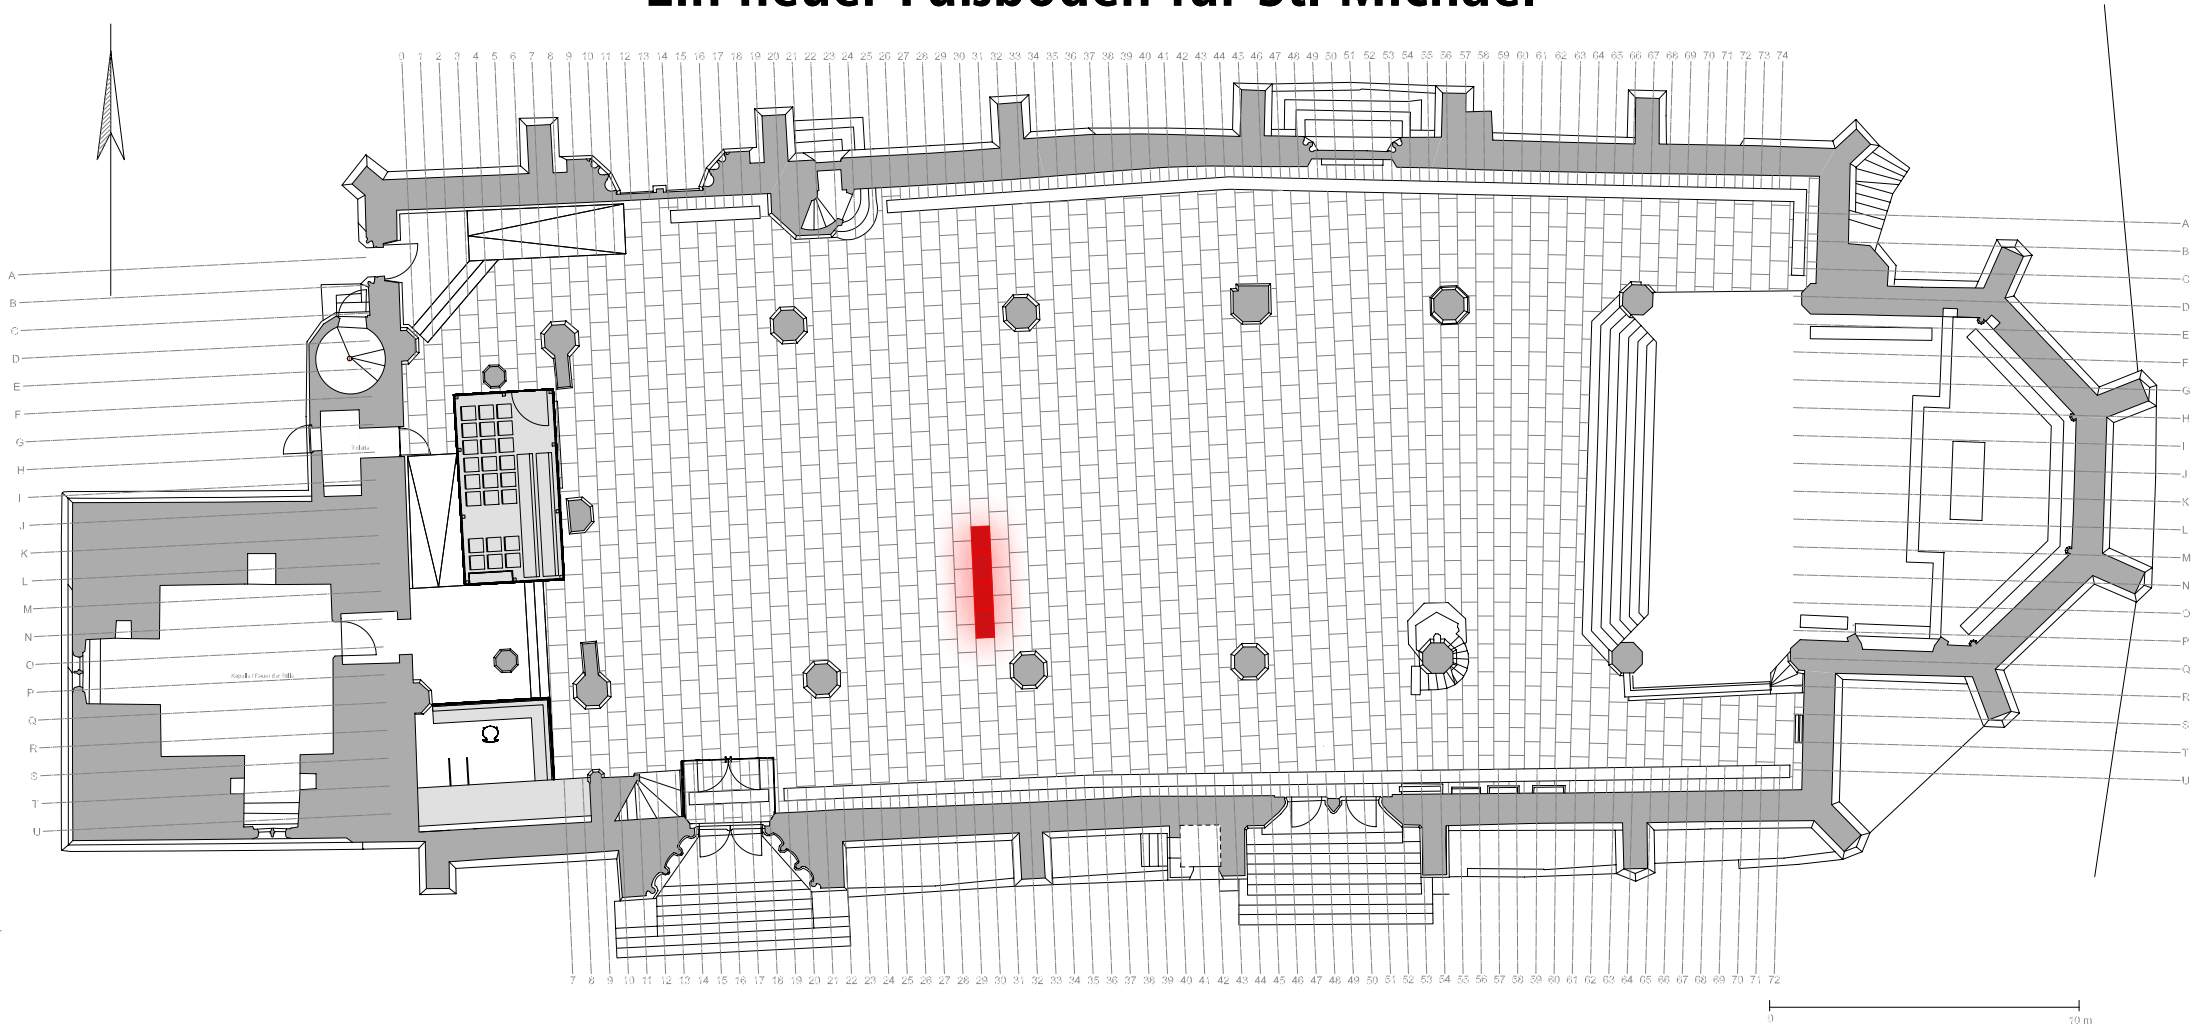 Ein neuer Fußboden für St. Michael
0 1 2 3 4 5 6 7 8 9 10 11 12 13 14 15 16 17 18 19 20 21 22 23 24 25 26 27 28 29 30 31 32 33 34 35 36 37 38 39 40 41 42 43 44 45 46 47 48 49 50 51 52 53 54 55 56 57 58 59 60 61 62 63 64 65 66 67 68 69 70 71 72 73 74
A
B
C
D
E
F
G
H
I
J
K
L
M
N
O
P
Q
R
S
T
U
A
B
C
D
E
F
G
H
I
J
K
L
M
N
O
P
Q
R
S
T
U
Kapelle / Raum der Stille
7 8 9 10 11 12 13 14 15 16 17 18 19 20 21 22 23 24 25 26 27 28 29 30 31 32 33 34 35 36 37 38 39 40 41 42 43 44 45 46 47 48 49 50 51 52 53 54 55 56 57 58 59 60 61 62 63 64 65 66 67 68 69 70 71 72
0 10 m